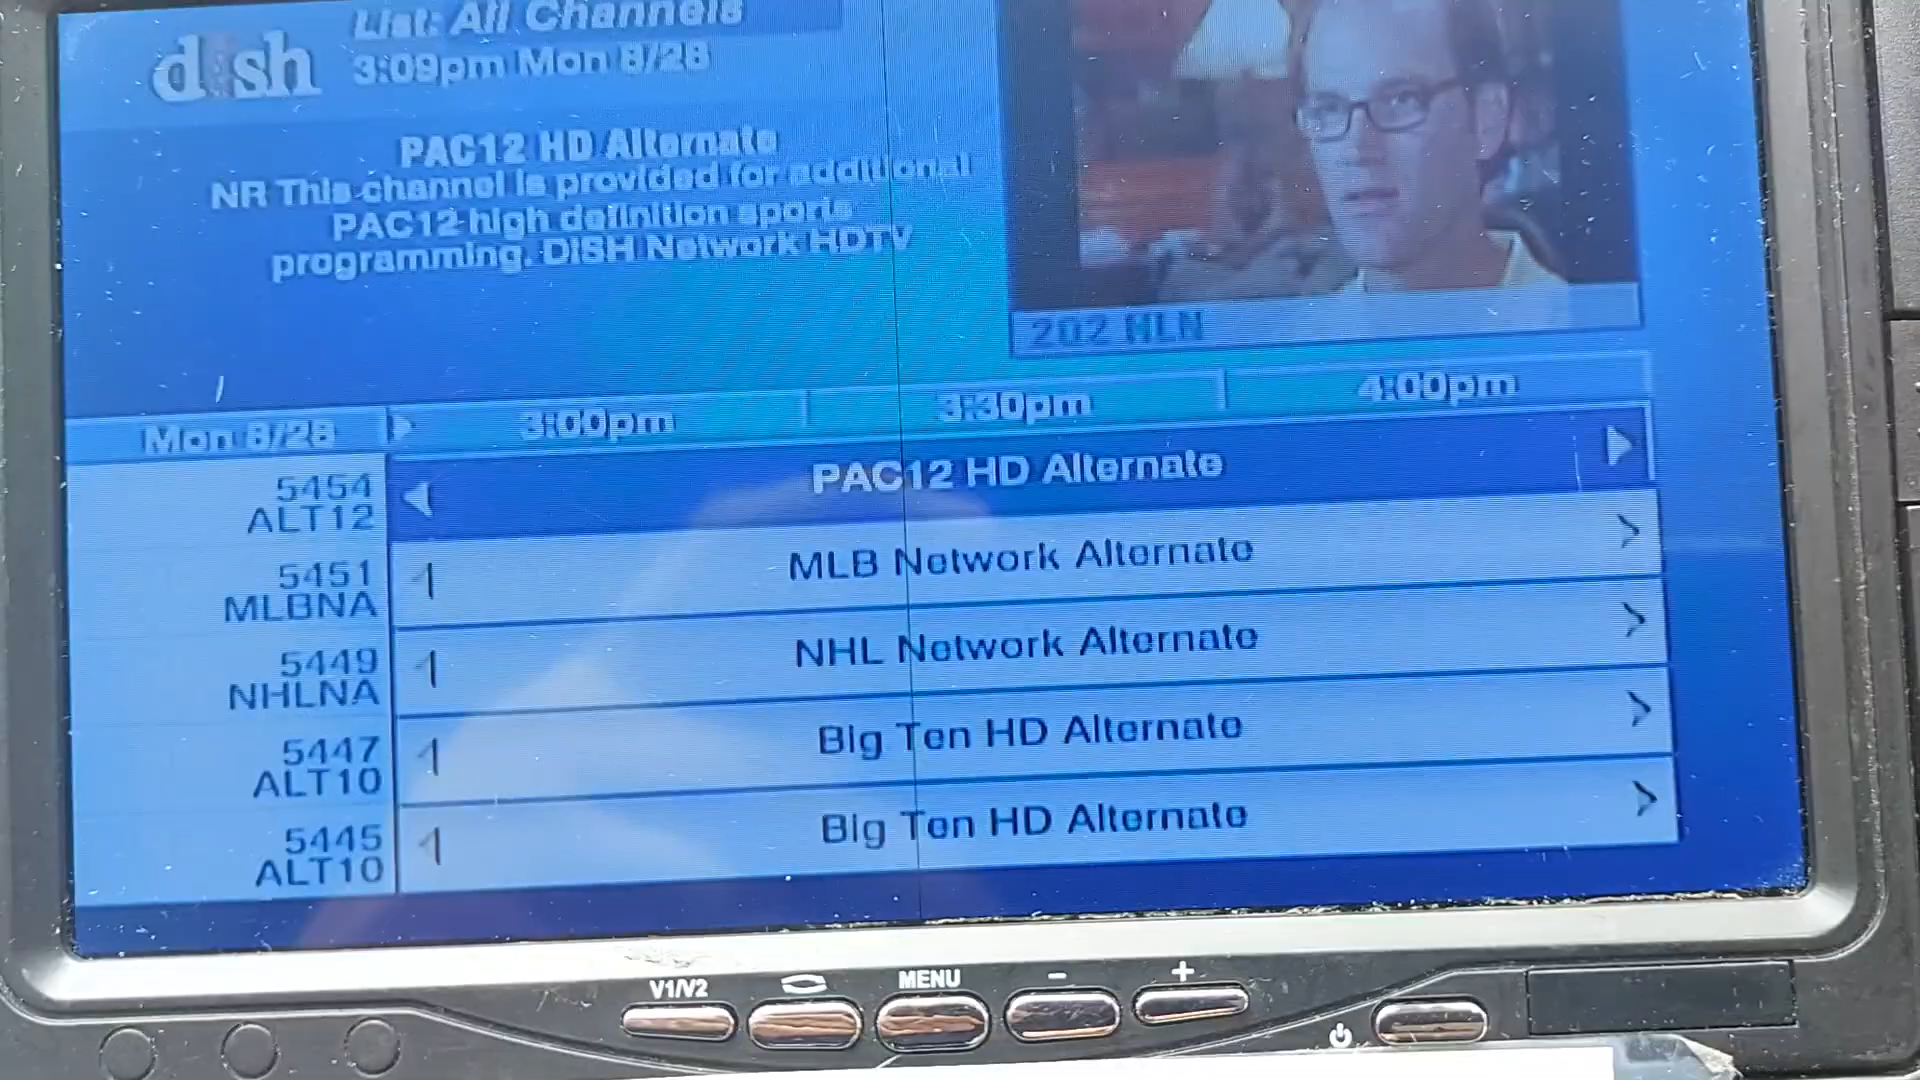 dish
List: All Channels
3:09pm Mon 8/28
PAC12 HD Alternate
NR This channel is provided for additional
PAC12 high definition sports
programming. DISH Network HDTV
202 HLN
Mon 8/28 3:00pm 3:30pm 4:00pm
5454
ALT12
PAC12 HD Alternate
5451
MLBNA
MLB Network Alternate
5449
NHLNA
NHL Network Alternate
5447
ALT10
Big Ten HD Alternate
5445
ALT10
Big Ten HD Alternate
V1/V2 MENU - +